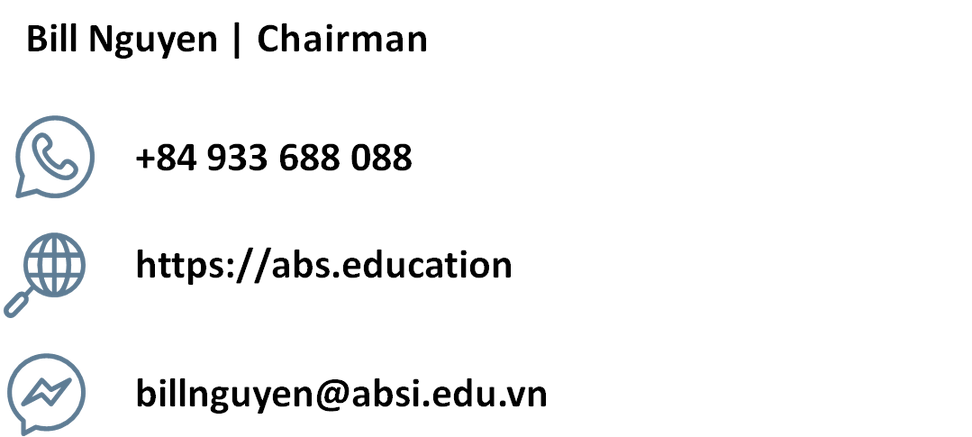 Bill Nguyen | Chairman
+84 933 688 088
https://abs.education
billnguyen@absi.edu.vn